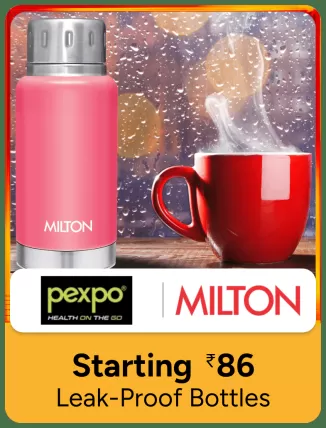 MILTON
pexpo®
HEALTH ON THE GO
MILTON
Starting ₹86
Leak-Proof Bottles